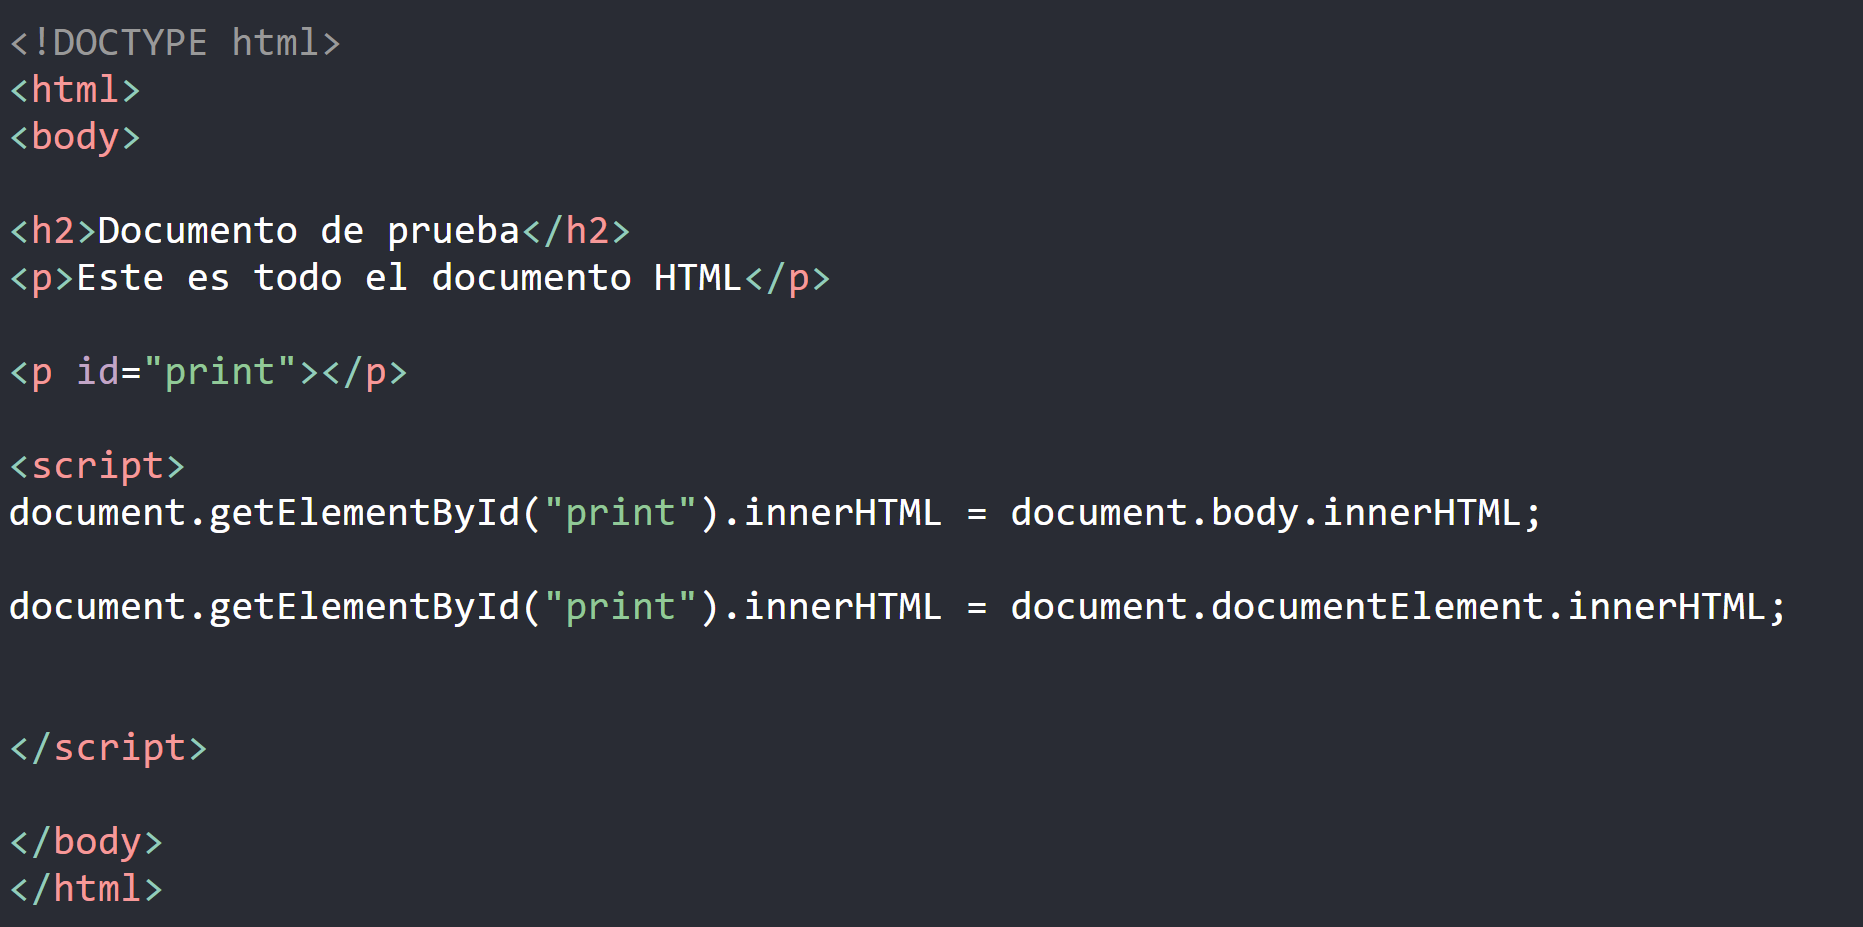 <!DOCTYPE html>
<html>
<body>
<h2>Documento de prueba</h2>
<p>Este es todo el documento HTML</p>
<p id="print"></p>
<script>
document.getElementById("print").innerHTML = document.body.innerHTML;
document.getElementById("print").innerHTML = document.documentElement.innerHTML;
</script>
</body>
</html>